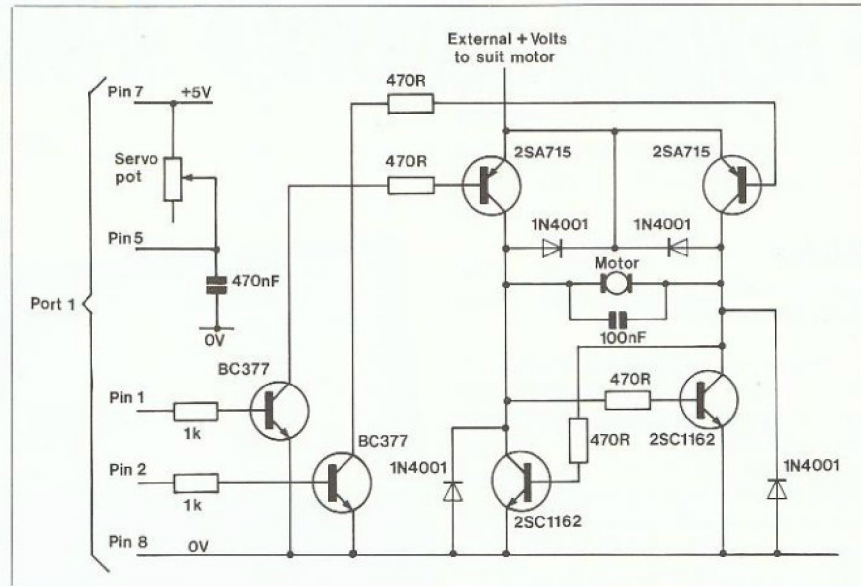 External + Volts
to suit motor
Pin 7
+5V
470R
Servo
pot
470R
2SA715
2SA715
1N4001
1N4001
Pin 5
Motor
470nF
Port 1
0V
100nF
BC377
470R
Pin 1
1k
470R
2SC1162
BC377
1N4001
1N4001
Pin 2
1k
2SC1162
Pin 8
0V